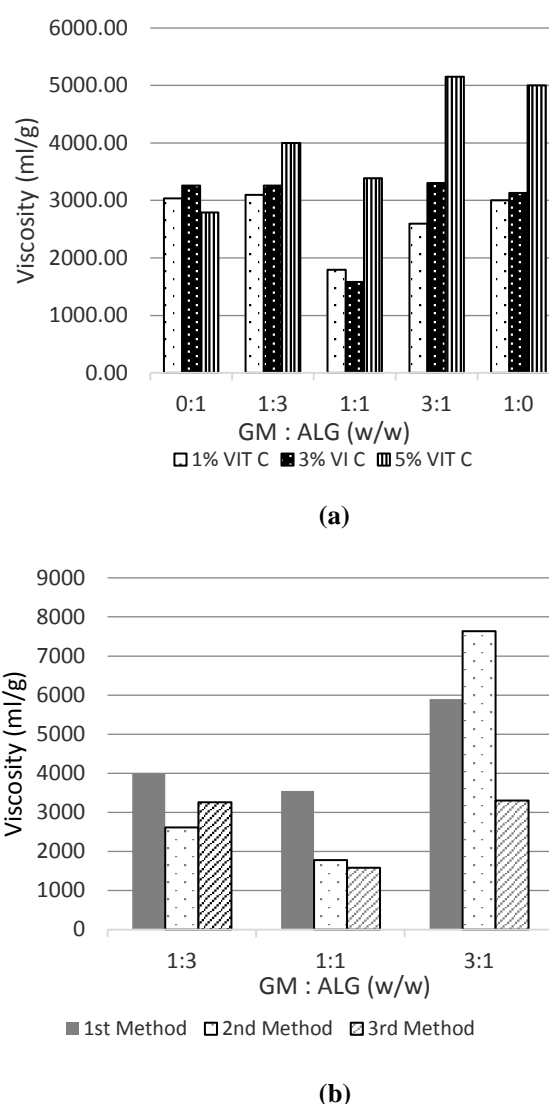 6000.00
5000.00
4000.00
3000.00
2000.00
1000.00
0.00
Viscosity (ml/g)
0:1 1:3 1:1 3:1 1:0
GM : ALG (w/w)
1% VIT C 3% VI C 5% VIT C
(a)
9000
8000
7000
6000
5000
4000
3000
2000
1000
0
Viscosity (ml/g)
1:3 1:1 3:1
GM : ALG (w/w)
1st Method 2nd Method 3rd Method
(b)